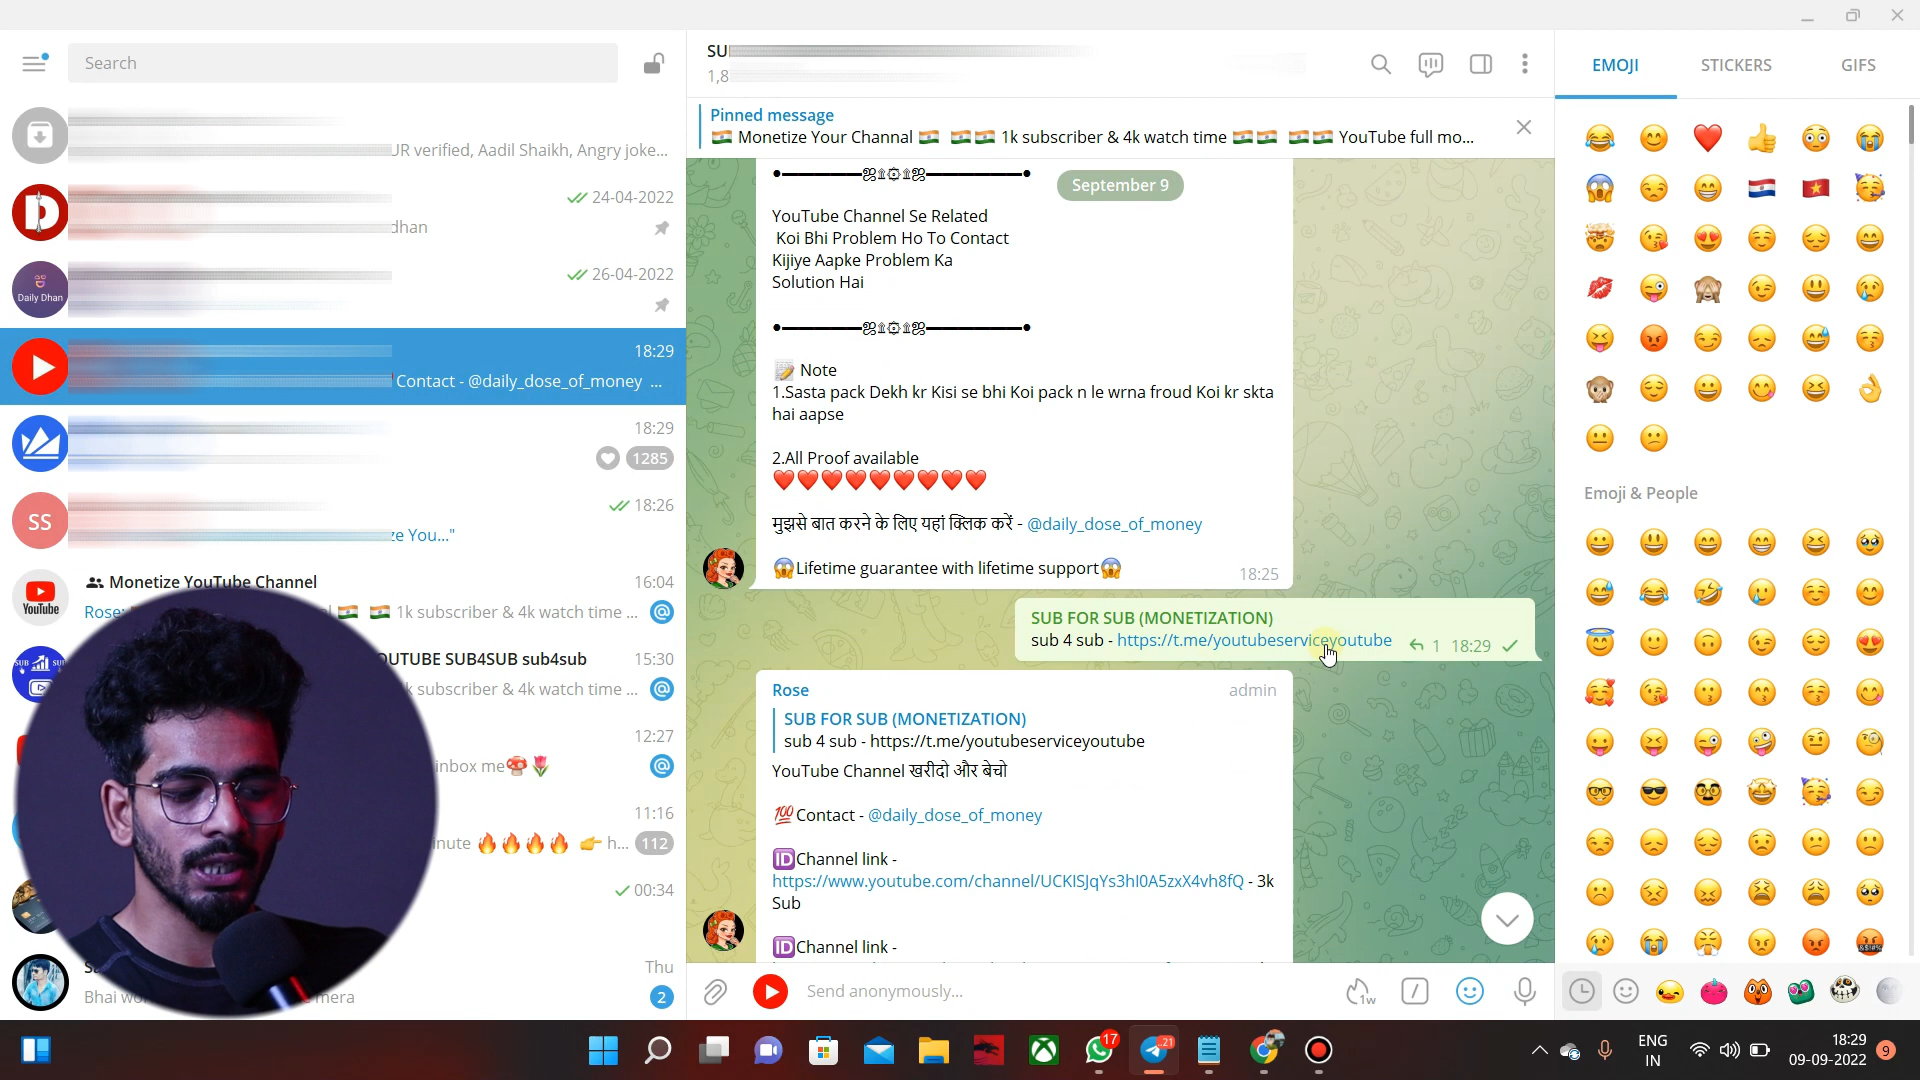 Search
UR verified, Aadil Shaikh, Angry joke...
24-04-2022
dhan
Daily Dhan
26-04-2022
18:29
Contact - @daily_dose_of_money ...
18:29
1285
SS
18:26
ze You..."
YouTube
Monetize YouTube Channel
16:04
Rose:
1k subscriber & 4k watch time ...
@
OUTUBE SUB4SUB sub4sub
15:30
k subscriber & 4k watch time ...
@
12:27
inbox me🍄🌷
@
11:16
inute 🔥🔥🔥🔥 👉 h...
112
00:34
Thu
Bhai
mera
2
SU
1,8
Pinned message
🇮🇳 Monetize Your Channal 🇮🇳 🇮🇳🇮🇳 1k subscriber & 4k watch time 🇮🇳🇮🇳 🇮🇳🇮🇳 YouTube full mo...
September 9
YouTube Channel Se Related
Koi Bhi Problem Ho To Contact
Kijiye Aapke Problem Ka
Solution Hai
📝 Note
1.Sasta pack Dekh kr Kisi se bhi Koi pack n le wrna froud Koi kr skta
hai aapse
2.All Proof available
❤️❤️❤️❤️❤️❤️❤️❤️❤️
मुझसे बात करने के लिए यहां क्लिक करें - @daily_dose_of_money
😱Lifetime guarantee with lifetime support😱
18:25
SUB FOR SUB (MONETIZATION)
sub 4 sub - https://t.me/youtubeserviceyoutube
1 18:29
Rose
admin
SUB FOR SUB (MONETIZATION)
sub 4 sub - https://t.me/youtubeserviceyoutube
YouTube Channel खरीदो और बेचो
💯Contact - @daily_dose_of_money
🆔Channel link -
https://www.youtube.com/channel/UCKISJqYs3hI0A5zxX4vh8fQ - 3k
Sub
🆔Channel link -
Send anonymously...
1w
EMOJI
STICKERS
GIFS
Emoji & People
17
..21
ENG
IN
18:29
09-09-2022
9